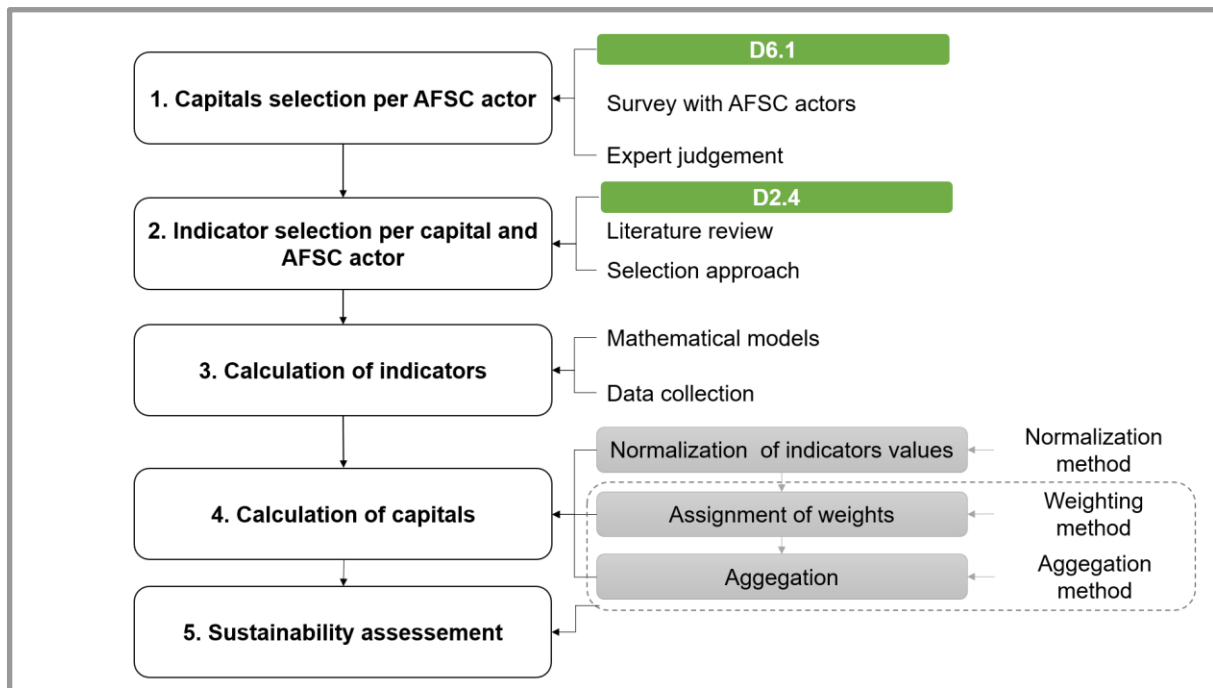 D6.1
1. Capitals selection per AFSC actor
Survey with AFSC actors
Expert judgement
D2.4
2. Indicator selection per capital and
AFSC actor
Literature review
Selection approach
3. Calculation of indicators
Mathematical models
Data collection
Normalization of indicators values
Normalization
method
4. Calculation of capitals
Assignment of weights
Weighting
method
Aggegation
Aggegation
method
5. Sustainability assessement